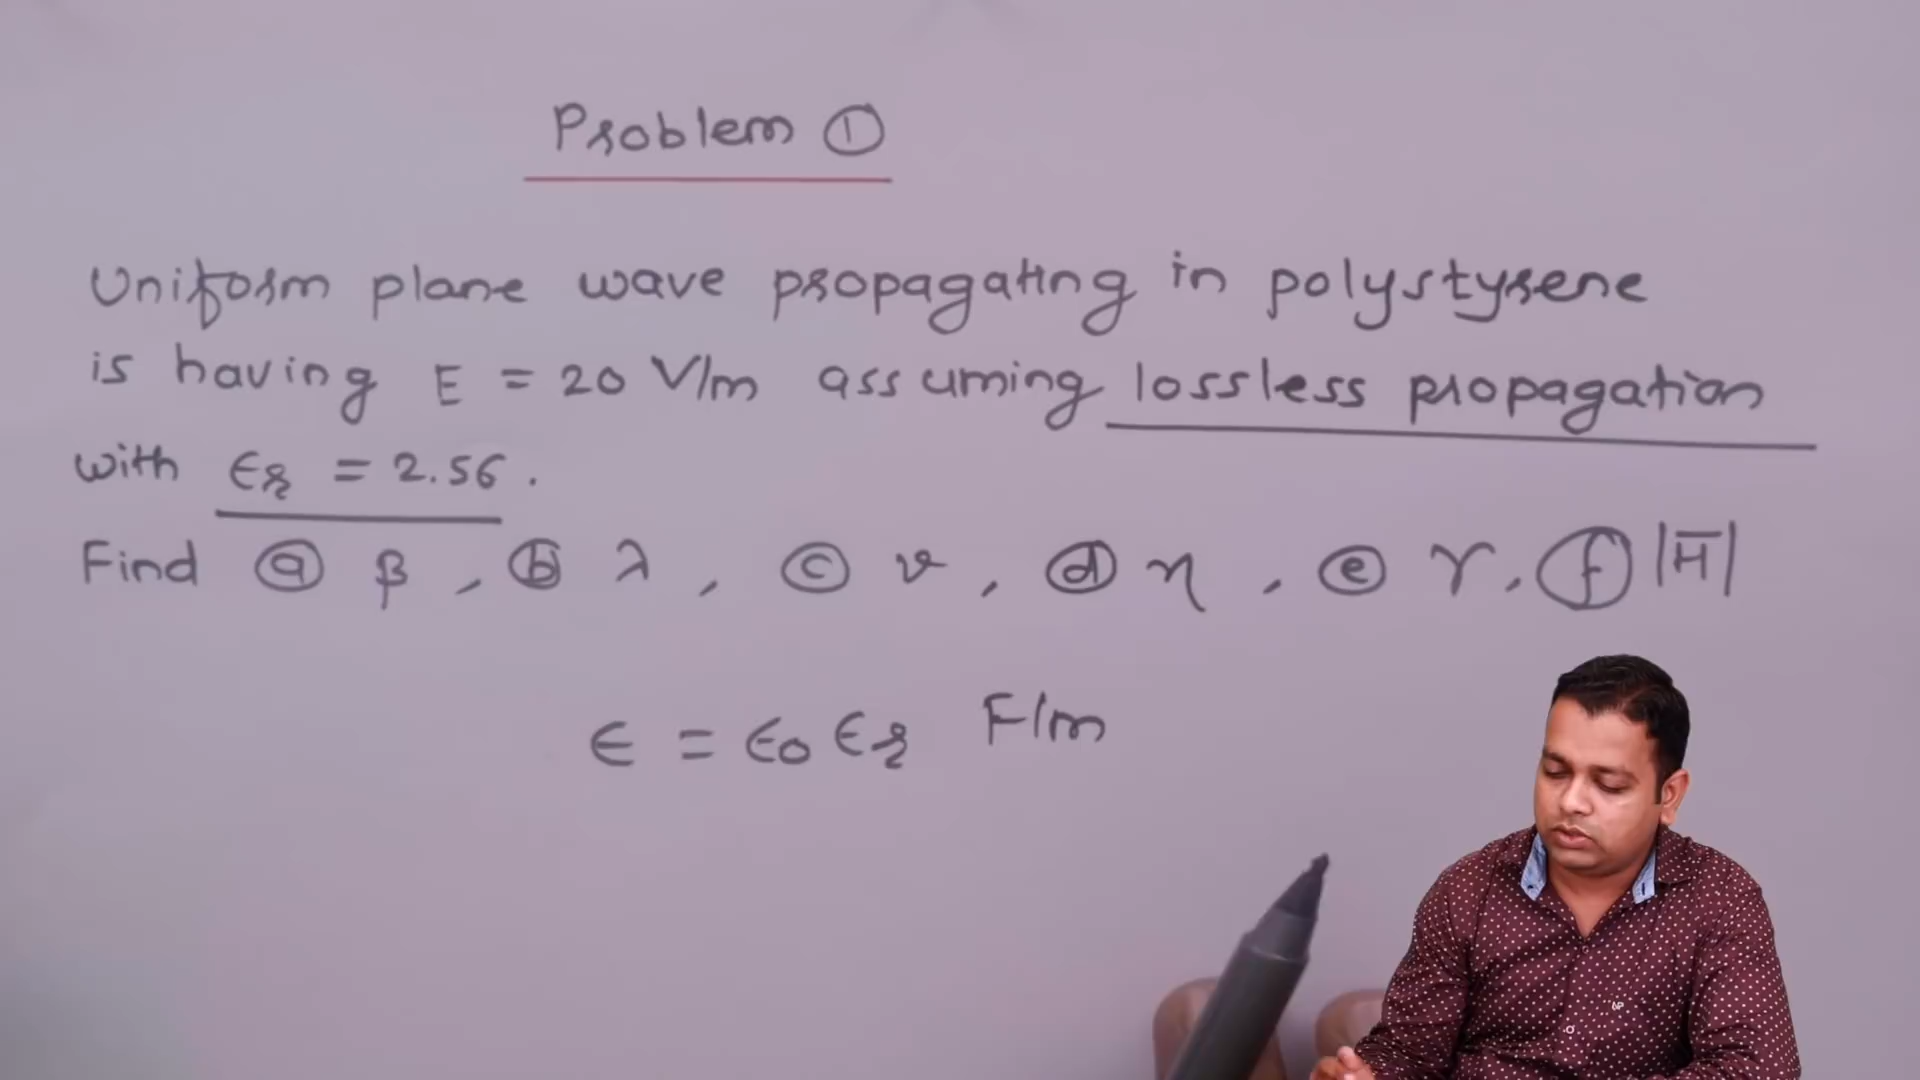 Problem ①
Uniform plane wave propagating in polystyrene
is having E = 20 V/m assuming lossless propagation
with ϵr = 2.56 .
Find ⓐ β , ⓑ λ , ⓒ v , ⓓ η , ⓔ γ , ⓕ |H̅|
ϵ = ϵ0 ϵr F/m